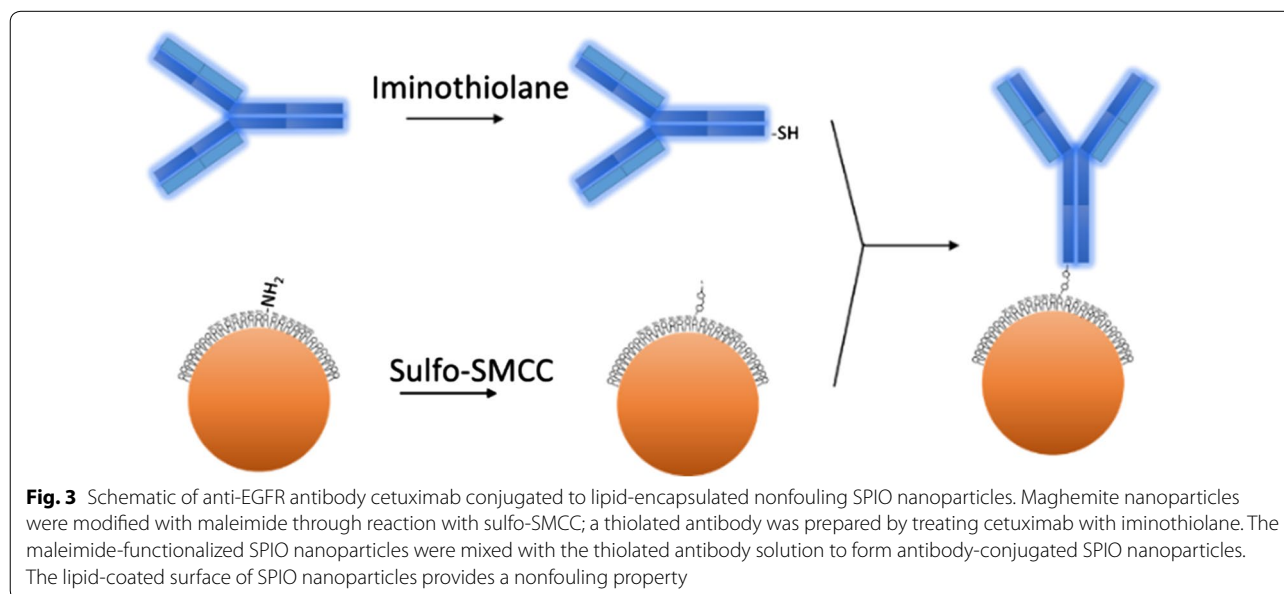 Iminothiolane
-SH
-NH₂
Sulfo-SMCC
Fig. 3 Schematic of anti-EGFR antibody cetuximab conjugated to lipid-encapsulated nonfouling SPIO nanoparticles. Maghemite nanoparticles
were modified with maleimide through reaction with sulfo-SMCC; a thiolated antibody was prepared by treating cetuximab with iminothiolane. The
maleimide-functionalized SPIO nanoparticles were mixed with the thiolated antibody solution to form antibody-conjugated SPIO nanoparticles.
The lipid-coated surface of SPIO nanoparticles provides a nonfouling property